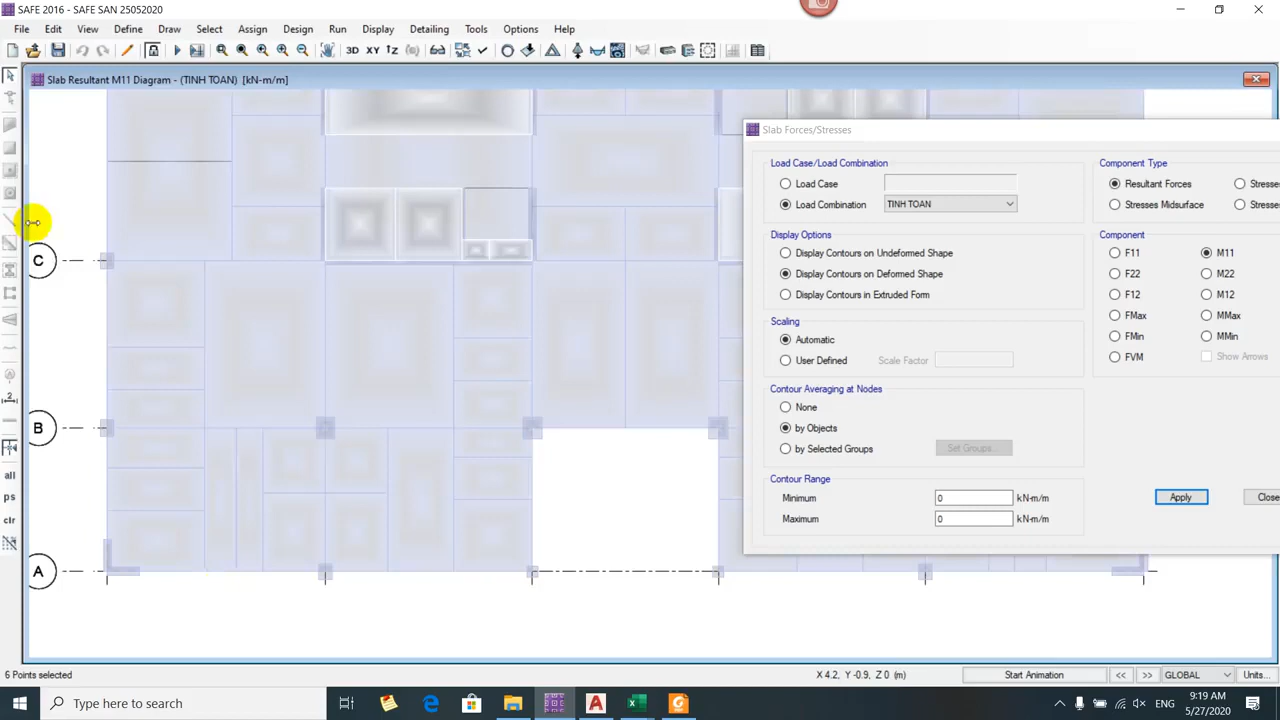 SAFE 2016 - SAFE SAN 25052020
File Edit View Define Draw Select Assign Design Run Display Detailing Tools Options Help
3D XY
Slab Resultant M11 Diagram - (TINH TOAN) [kN-m/m]
Slab Forces/Stresses
Load Case/Load Combination
Load Case
Load Combination TINH TOAN
Component Type
Resultant Forces
Stresses Midsurface
Display Options
Display Contours on Undeformed Shape
Display Contours on Deformed Shape
Display Contours in Extruded Form
Component
F11 M11
F22 M22
F12 M12
FMax MMax
FMin MMin
FVM Show Arrows
Scaling
Automatic
User Defined Scale Factor
Contour Averaging at Nodes
None
by Objects
by Selected Groups Set Groups...
Contour Range
Minimum 0 kN-m/m
Maximum 0 kN-m/m
Apply Close
C
B
A
all
ps
clr
6 Points selected
X 4.2, Y -0.9, Z 0 (m)
Start Animation << >> GLOBAL Units...
Type here to search
ENG
9:19 AM
5/27/2020